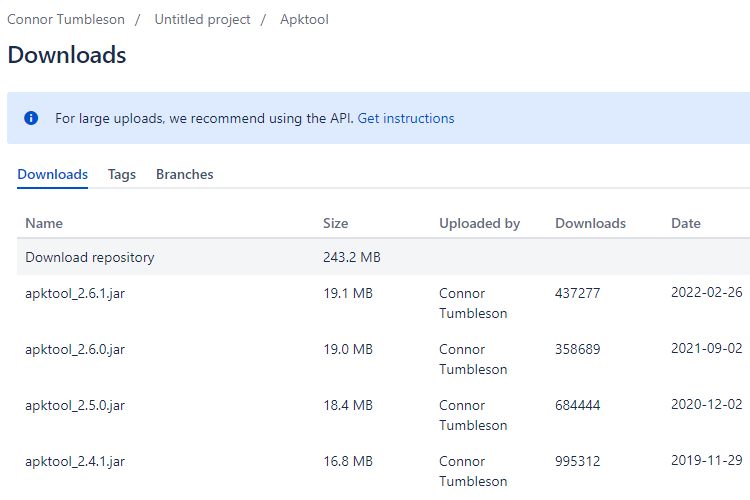 Connor Tumbleson / Untitled project / Apktool
Downloads
For large uploads, we recommend using the API. Get instructions
Downloads Tags Branches
Name Size Uploaded by Downloads Date
Download repository 243.2 MB
apktool_2.6.1.jar 19.1 MB Connor 437277 2022-02-26
Tumbleson
apktool_2.6.0.jar 19.0 MB Connor 358689 2021-09-02
Tumbleson
apktool_2.5.0.jar 18.4 MB Connor 684444 2020-12-02
Tumbleson
apktool_2.4.1.jar 16.8 MB Connor 995312 2019-11-29
Tumbleson